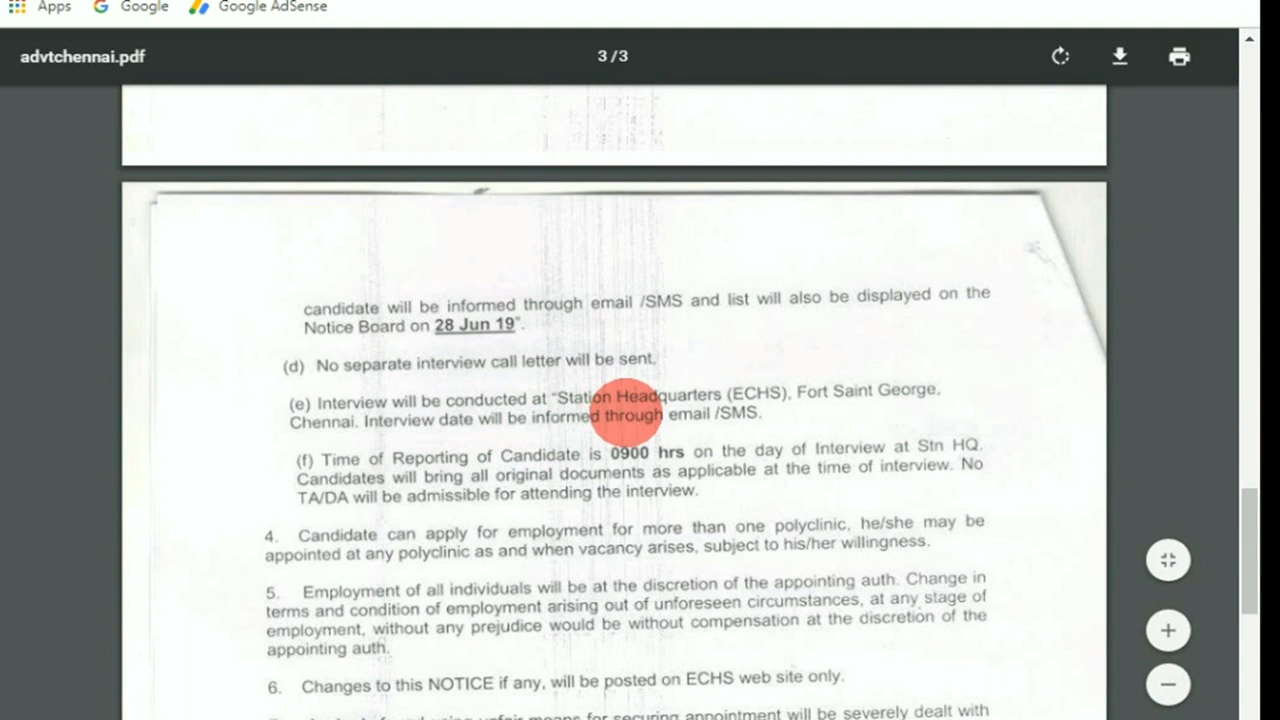 Apps Google Google AdSense
advtchennai.pdf 3 / 3
candidate will be informed through email /SMS and list will also be displayed on the
Notice Board on 28 Jun 19".
(d) No separate interview call letter will be sent.
(e) Interview will be conducted at "Station Headquarters (ECHS), Fort Saint George,
Chennai. Interview date will be informed through email /SMS.
(f) Time of Reporting of Candidate is 0900 hrs on the day of Interview at Stn HQ.
Candidates will bring all original documents as applicable at the time of interview. No
TA/DA will be admissible for attending the interview.
4. Candidate can apply for employment for more than one polyclinic, he/she may be
appointed at any polyclinic as and when vacancy arises, subject to his/her willingness.
5. Employment of all individuals will be at the discretion of the appointing auth. Change in
terms and condition of employment arising out of unforeseen circumstances, at any stage of
employment, without any prejudice would be without compensation at the discretion of the
appointing auth.
6. Changes to this NOTICE if any, will be posted on ECHS web site only.
means for securing appointment will be severely dealt with